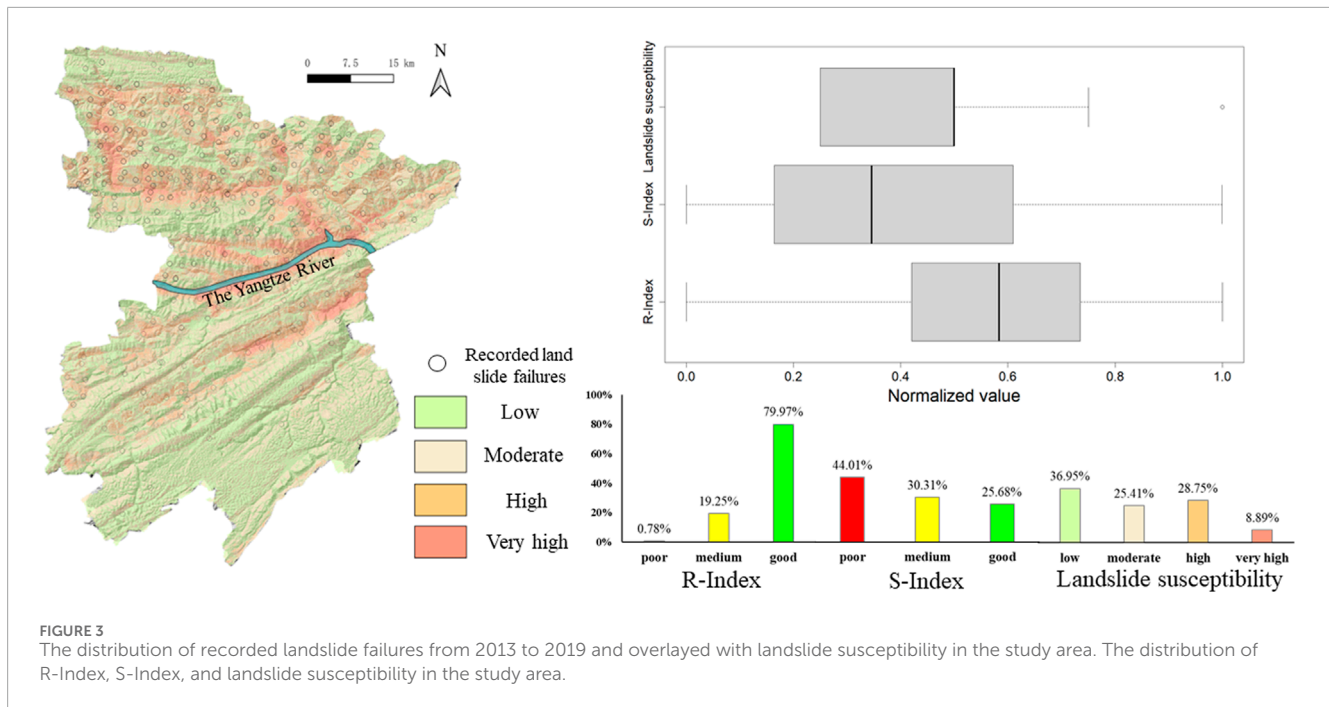 N
0 7.5 15 km
The Yangtze River
Recorded land
slide failures
Low
Moderate
High
Very high
Landslide susceptibility
S-Index
R-Index
0.0 0.2 0.4 0.6 0.8 1.0
Normalized value
100%
80%
60%
40%
20%
0%
0.78% 19.25% 79.97% 44.01% 30.31% 25.68% 36.95% 25.41% 28.75% 8.89%
poor medium good poor medium good low moderate high very high
R-Index S-Index Landslide susceptibility
FIGURE 3
The distribution of recorded landslide failures from 2013 to 2019 and overlayed with landslide susceptibility in the study area. The distribution of
R-Index, S-Index, and landslide susceptibility in the study area.